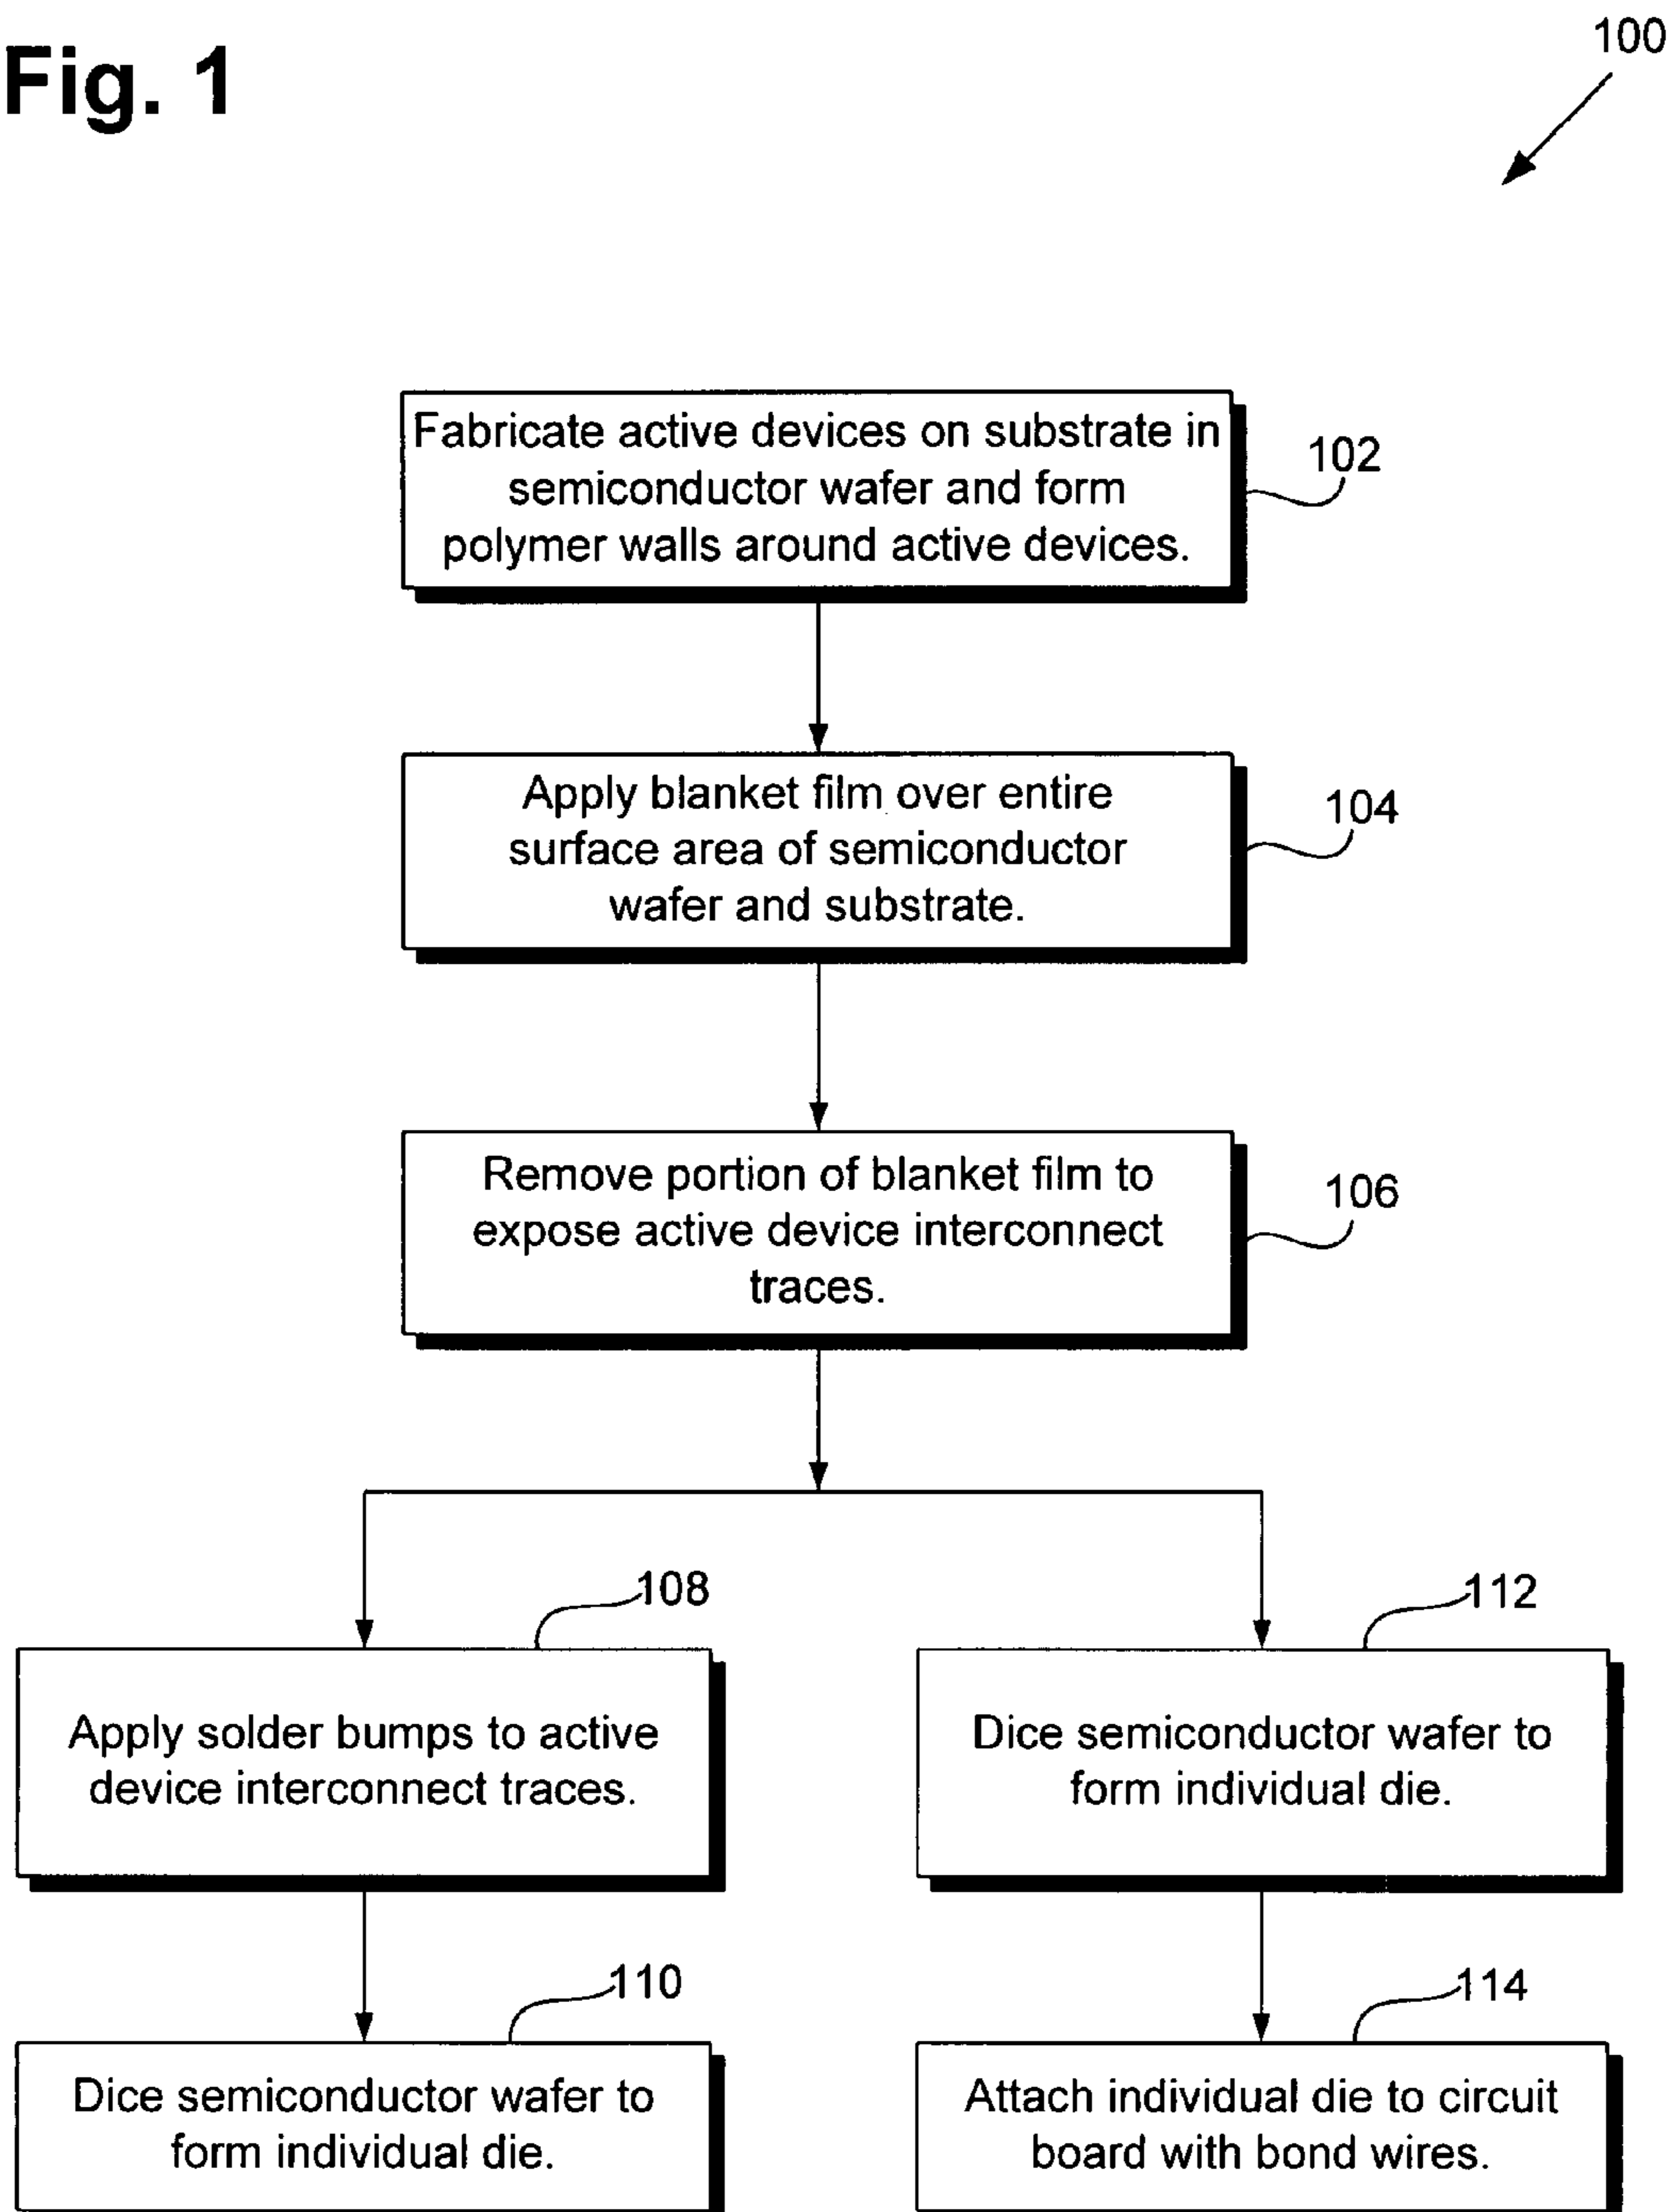 Fig. 1
100
Fabricate active devices on substrate in
semiconductor wafer and form
polymer walls around active devices.
102
Apply blanket film over entire
surface area of semiconductor
wafer and substrate.
104
Remove portion of blanket film to
expose active device interconnect
traces.
106
108
Apply solder bumps to active
device interconnect traces.
112
Dice semiconductor wafer to
form individual die.
110
Dice semiconductor wafer to
form individual die.
114
Attach individual die to circuit
board with bond wires.